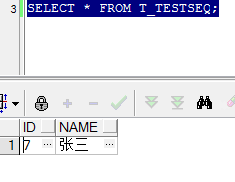 3 SELECT * FROM T_TESTSEQ;
ID NAME
1 7 ... 张三 ...